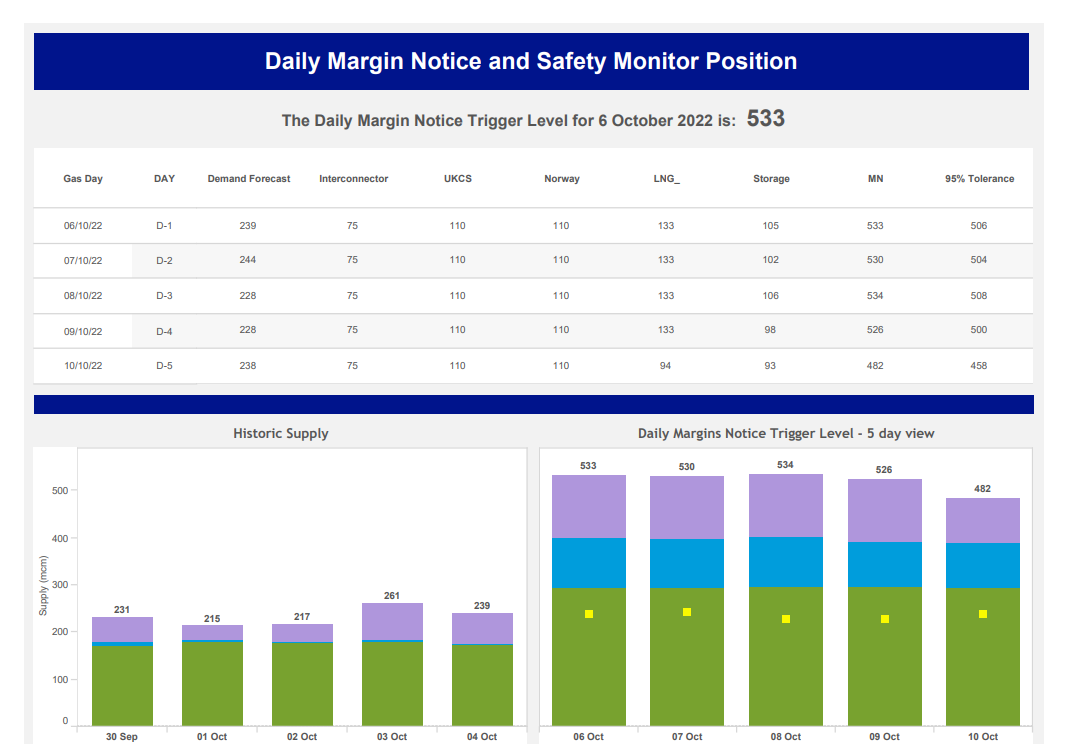 Daily Margin Notice and Safety Monitor Position
The Daily Margin Notice Trigger Level for 6 October 2022 is: 533
Gas Day DAY Demand Forecast Interconnector UKCS Norway LNG_ Storage MN 95% Tolerance
06/10/22 D-1 239 75 110 110 133 105 533 506
07/10/22 D-2 244 75 110 110 133 102 530 504
08/10/22 D-3 228 75 110 110 133 106 534 508
09/10/22 D-4 228 75 110 110 133 98 526 500
10/10/22 D-5 238 75 110 110 94 93 482 458
Historic Supply
Supply (mcm)
500
400
300
200
100
0
231 215 217 261 239
30 Sep 01 Oct 02 Oct 03 Oct 04 Oct
Daily Margins Notice Trigger Level - 5 day view
533 530 534 526 482
06 Oct 07 Oct 08 Oct 09 Oct 10 Oct